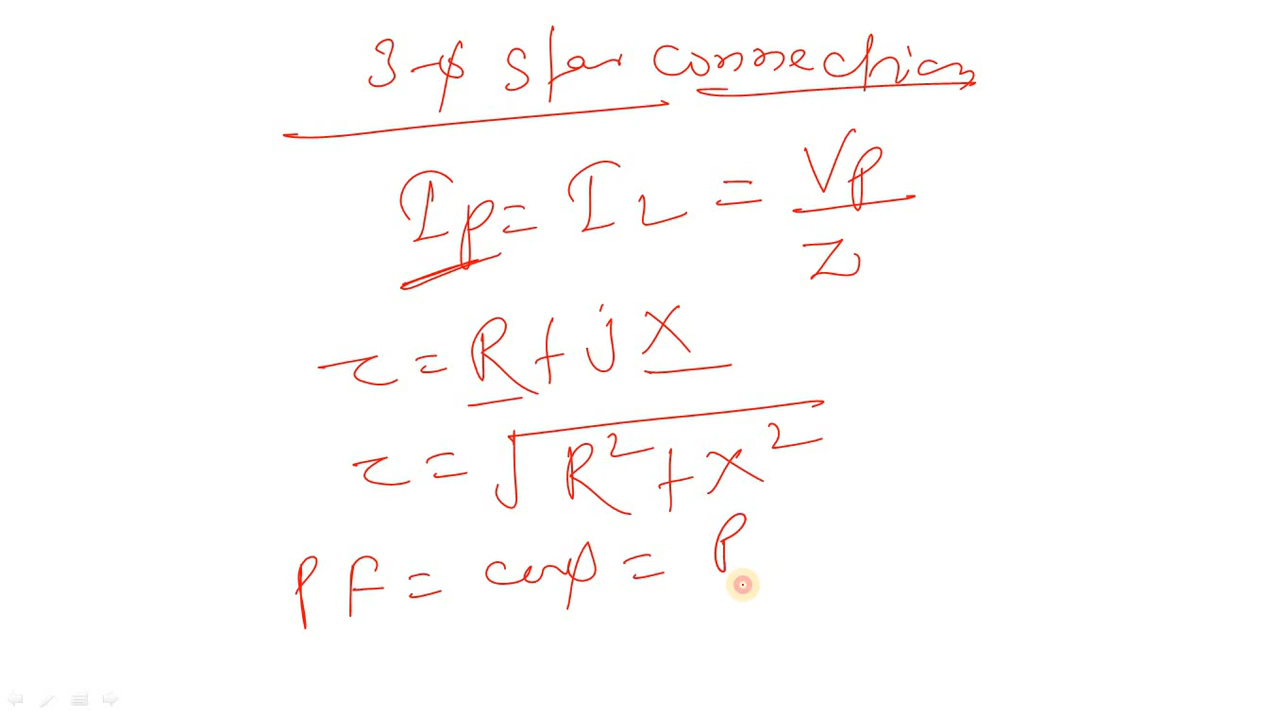 3-φ Star connection
Ip = IL = Vp / Z
Z = R + jX
Z = √R² + X²
PF = cosφ = R